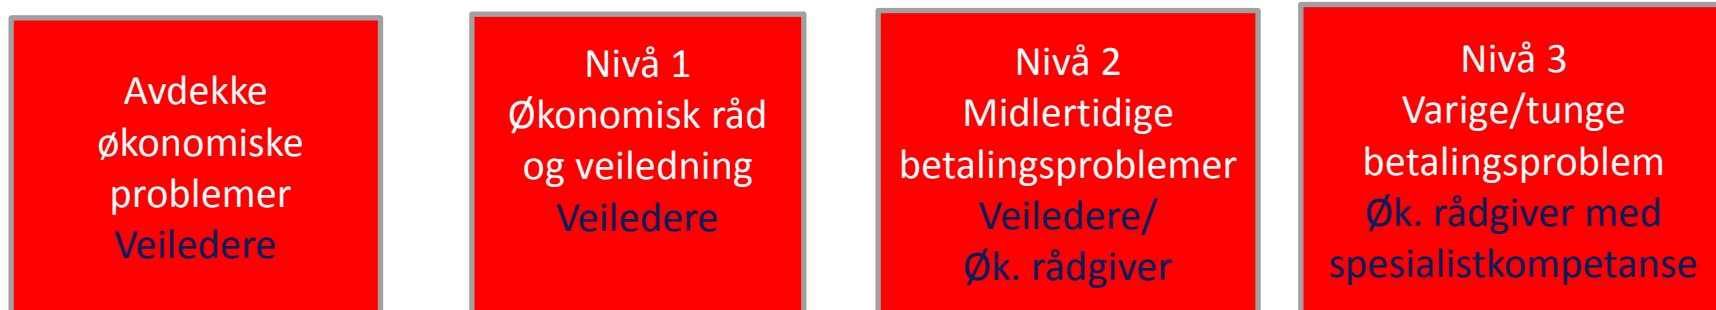 Avdekke
økonomiske
problemer
Veiledere
Nivå 1
Økonomisk råd
og veiledning
Veiledere
Nivå 2
Midlertidige
betalingsproblemer
Veiledere/
Øk. rådgiver
Nivå 3
Varige/tunge
betalingsproblem
Øk. rådgiver med
spesialistkompetanse